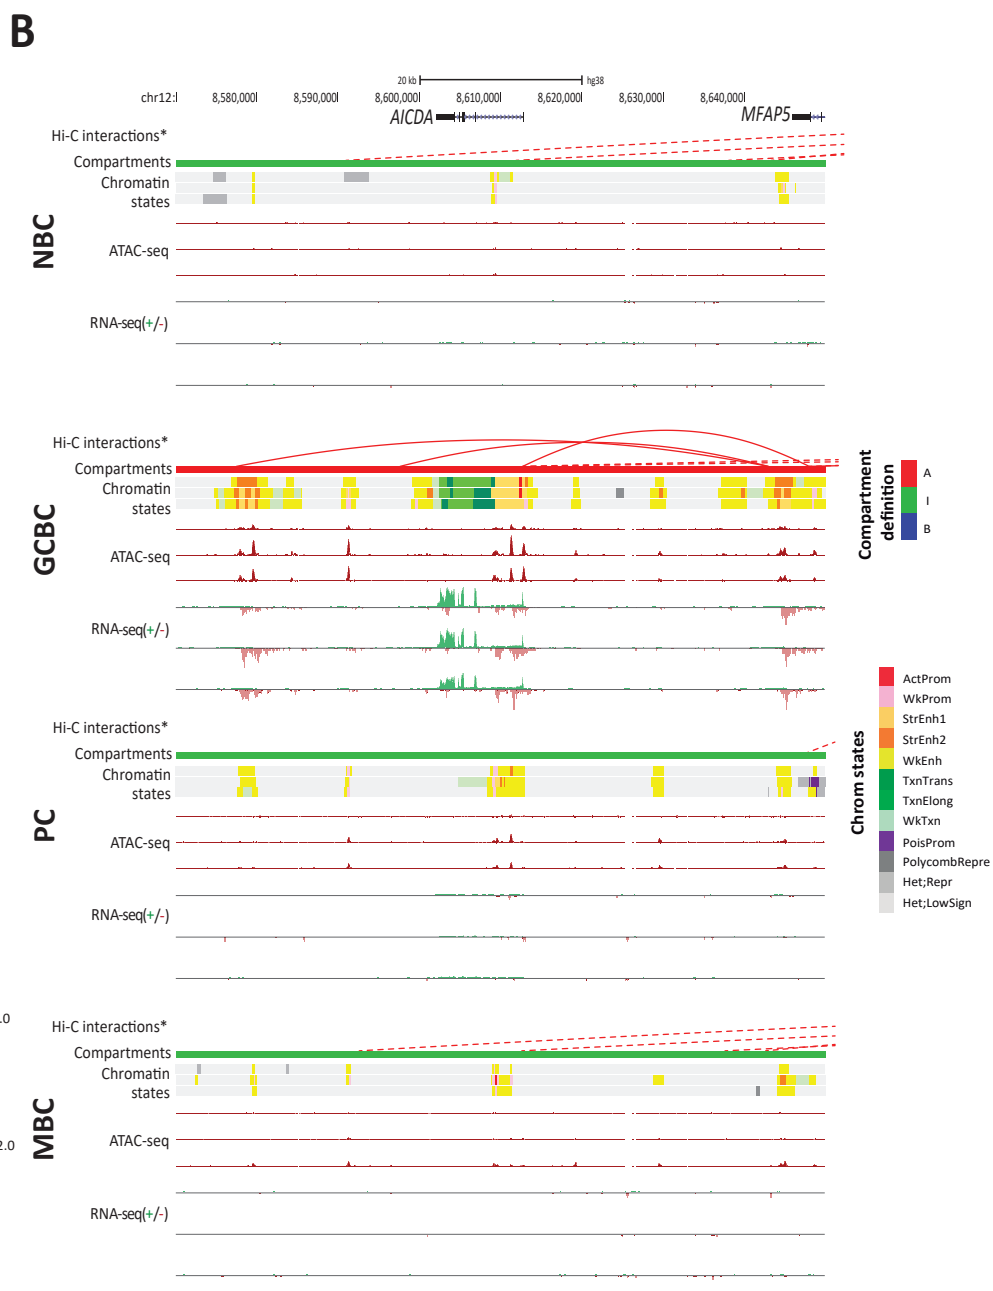 B
20 kb hg38
chr12: 8,580,000 8,590,000 8,600,000 8,610,000 8,620,000 8,630,000 8,640,000
AICDA MFAP5
NBC
Hi-C interactions*
Compartments
Chromatin
states
ATAC-seq
RNA-seq(+/-)
GCBC
Hi-C interactions*
Compartments
Chromatin
states
ATAC-seq
RNA-seq(+/-)
Compartment
definition
A
I
B
PC
Hi-C interactions*
Compartments
Chromatin
states
ATAC-seq
RNA-seq(+/-)
Chrom states
ActProm
WkProm
StrEnh1
StrEnh2
WkEnh
TxnTrans
TxnElong
WkTxn
PoisProm
PolycombRepre
Het;Repr
Het;LowSign
MBC
Hi-C interactions*
Compartments
Chromatin
states
ATAC-seq
RNA-seq(+/-)
.0
2.0